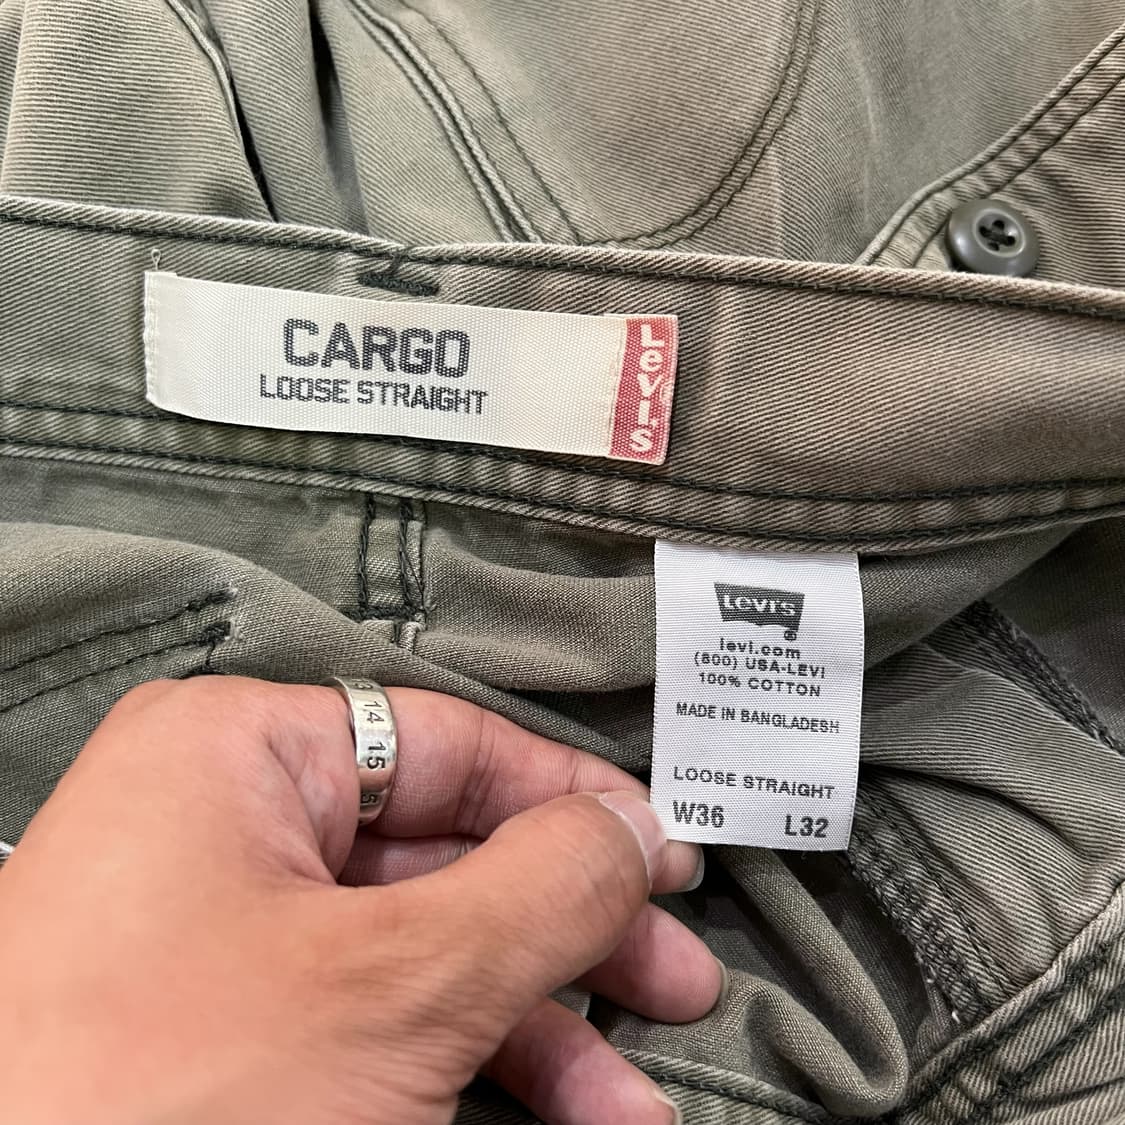 CARGO
LOOSE STRAIGHT
Levi's
Levi's
®
levi.com
(800) USA-LEVI
100% COTTON
MADE IN BANGLADESH
LOOSE STRAIGHT
W36 L32
14
15